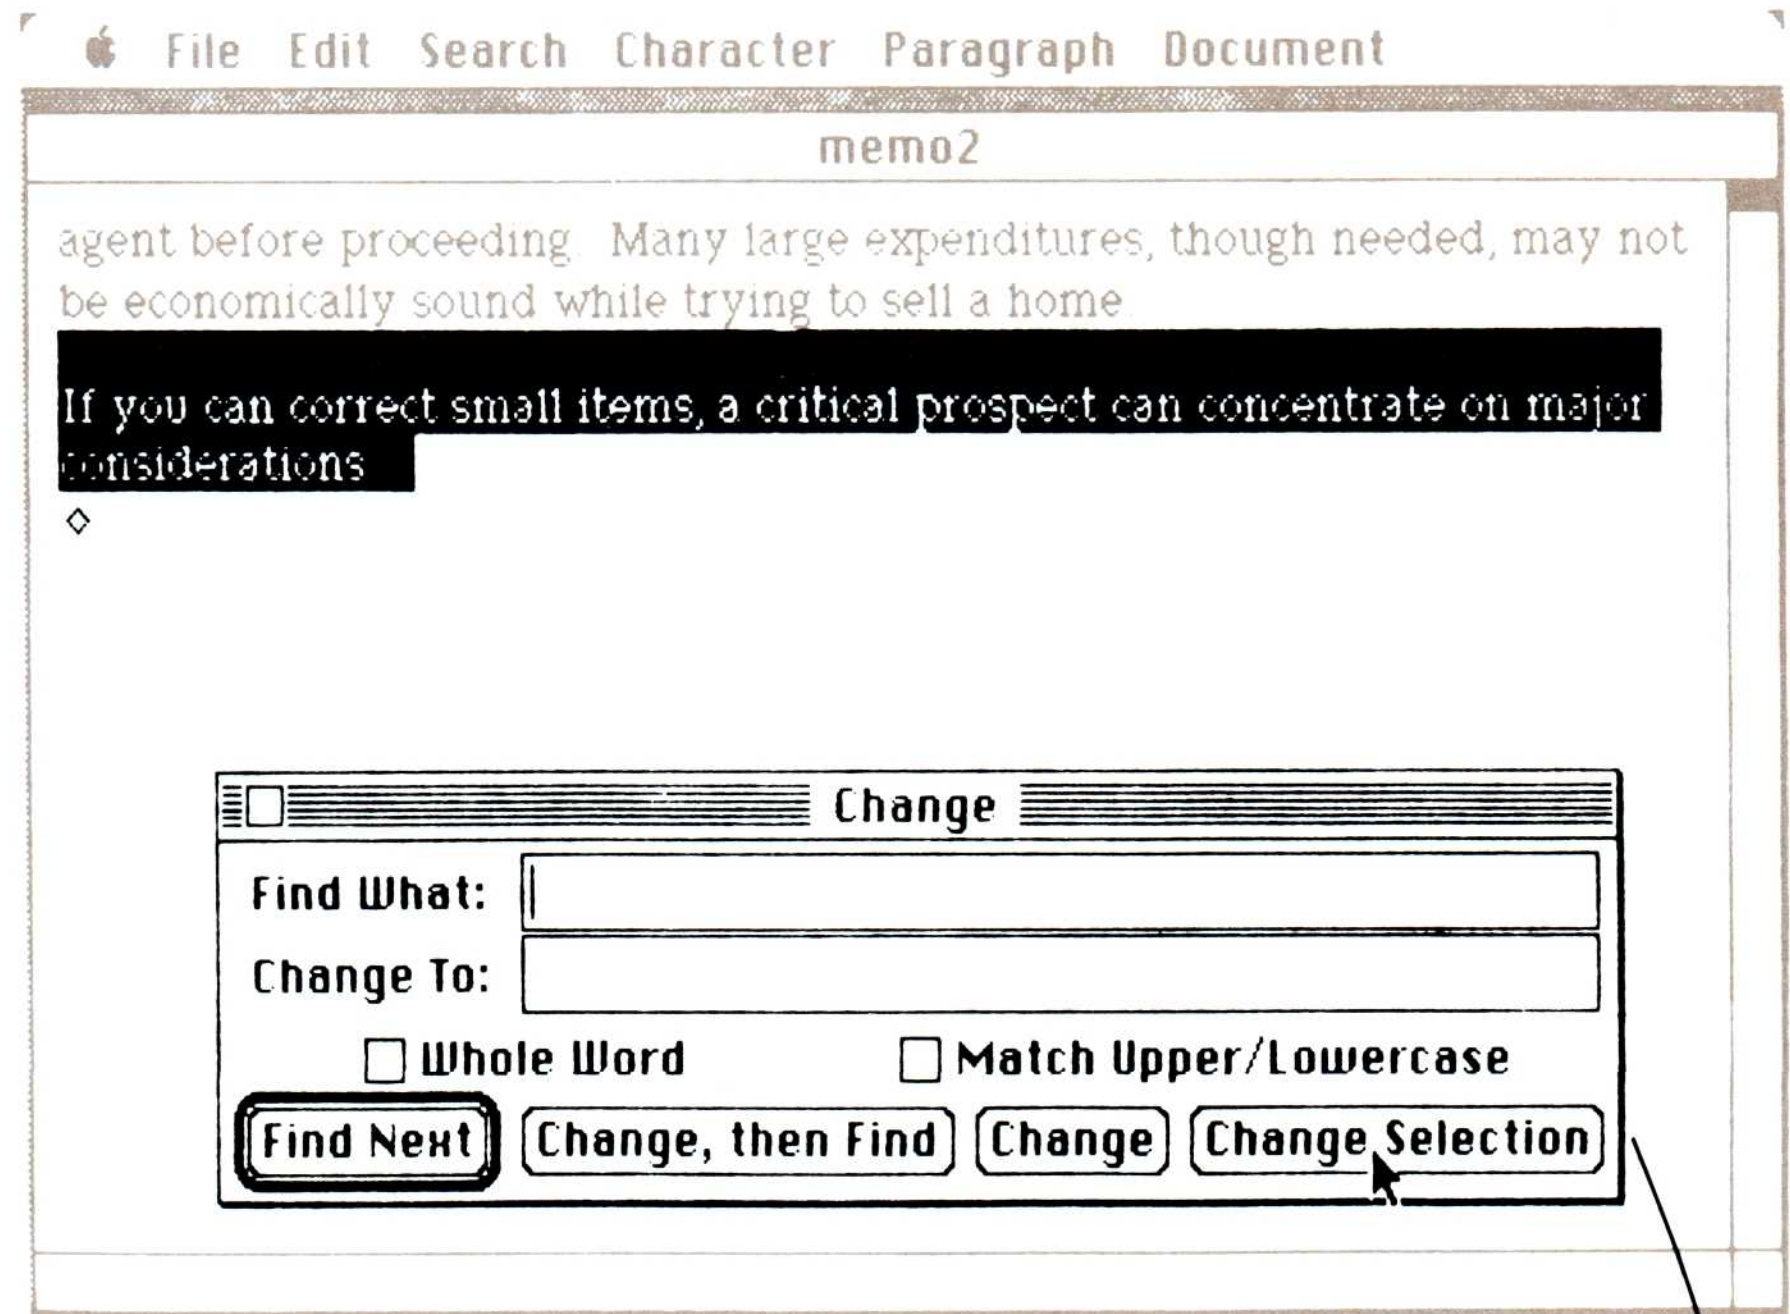 File Edit Search Character Paragraph Document
memo2
agent before proceeding. Many large expenditures, though needed, may not
be economically sound while trying to sell a home.
If you can correct small items, a critical prospect can concentrate on major
considerations
Change
Find What:
Change To:
Whole Word Match Upper/Lowercase
Find Next Change, then Find Change Change Selection